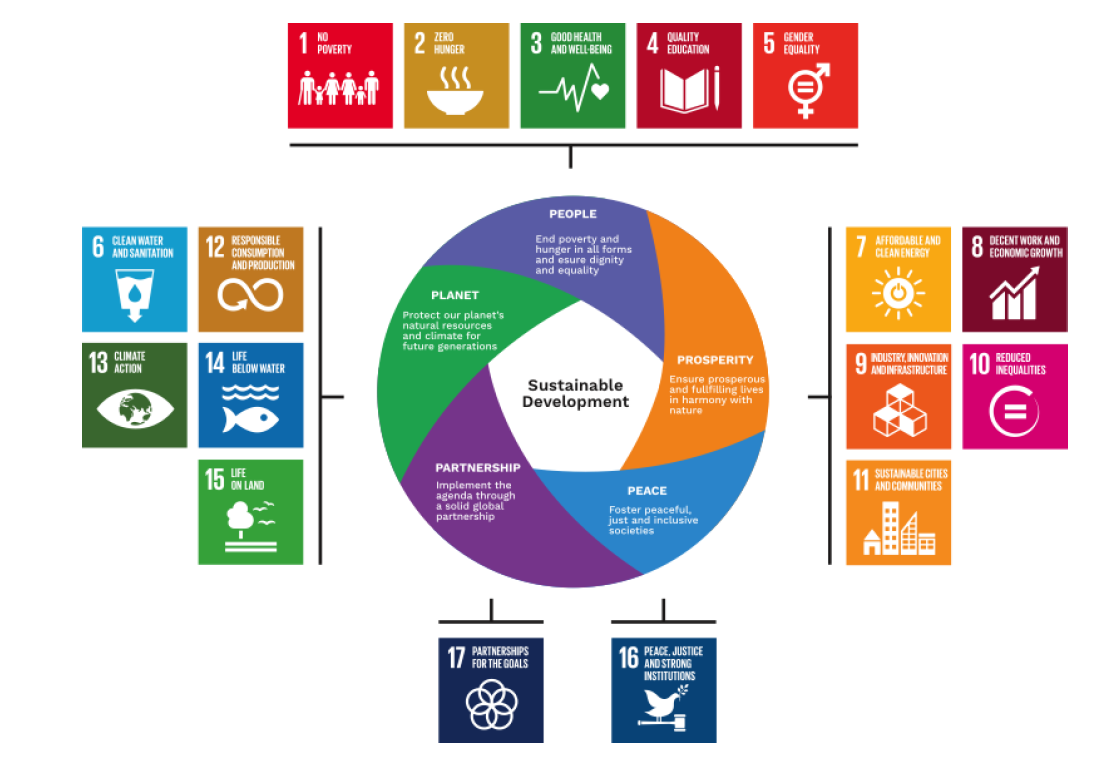 1 NO
POVERTY
2 ZERO
HUNGER
3 GOOD HEALTH
AND WELL-BEING
4 QUALITY
EDUCATION
5 GENDER
EQUALITY
6 CLEAN WATER
AND SANITATION
12 RESPONSIBLE
CONSUMPTION
AND PRODUCTION
13 CLIMATE
ACTION
14 LIFE
BELOW WATER
15 LIFE
ON LAND
PEOPLE
End poverty and
hunger in all forms
and esure dignity
and equality
PLANET
Protect our planet's
natural resources
and climate for
future generations
PROSPERITY
Ensure prosperous
and fullfilling lives
in harmony with
nature
Sustainable
Development
PARTNERSHIP
Implement the
agenda through
a solid global
partnership
PEACE
Foster peaceful,
just and inclusive
societies
7 AFFORDABLE AND
CLEAN ENERGY
8 DECENT WORK AND
ECONOMIC GROWTH
9 INDUSTRY, INNOVATION
AND INFRASTRUCTURE
10 REDUCED
INEQUALITIES
11 SUSTAINABLE CITIES
AND COMMUNITIES
17 PARTNERSHIPS
FOR THE GOALS
16 PEACE, JUSTICE
AND STRONG
INSTITUTIONS